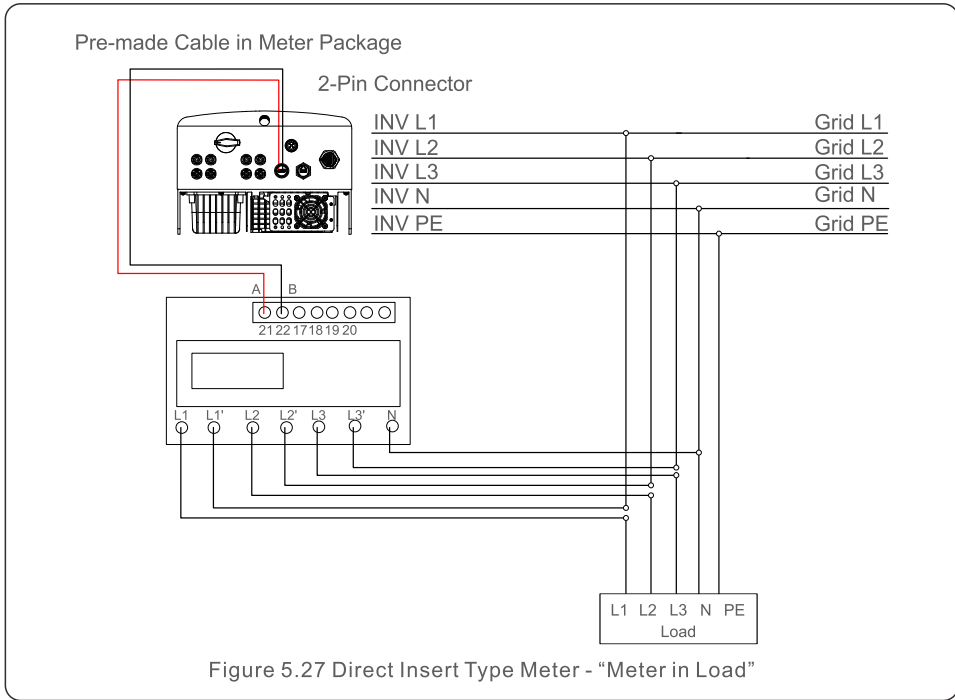 Pre-made Cable in Meter Package
2-Pin Connector
INV L1 Grid L1
INV L2 Grid L2
INV L3 Grid L3
INV N Grid N
INV PE Grid PE
A B
21 22 17 18 19 20
L1 L1' L2 L2' L3 L3' N
L1 L2 L3 N PE
Load
Figure 5.27 Direct Insert Type Meter - “Meter in Load”